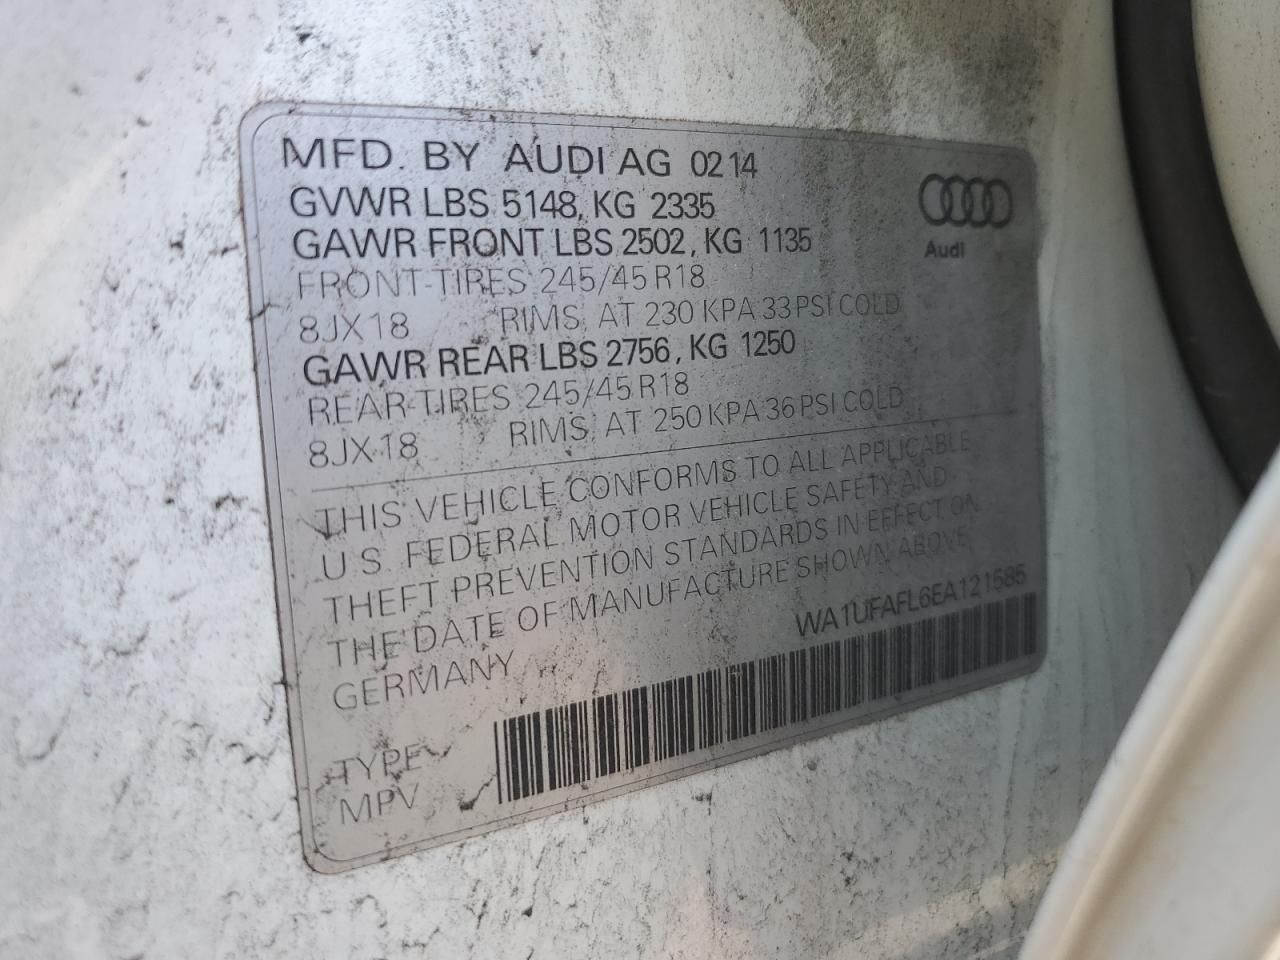 MFD. BY AUDI AG 02 14
GVWR LBS 5148, KG 2335
GAWR FRONT LBS 2502, KG 1135
FRONT-TIRES 245/45 R18
8JX18 RIMS, AT 230 KPA 33 PSI COLD
GAWR REAR LBS 2756, KG 1250
REAR-TIRES 245/45 R18
8JX18 RIMS, AT 250 KPA 36 PSI COLD
Audi
THIS VEHICLE CONFORMS TO ALL APPLICABLE
U.S. FEDERAL MOTOR VEHICLE SAFETY AND
THEFT PREVENTION STANDARDS IN EFFECT ON
THE DATE OF MANUFACTURE SHOWN ABOVE
GERMANY
WA1UFAFL6EA121585
TYPE
MPV